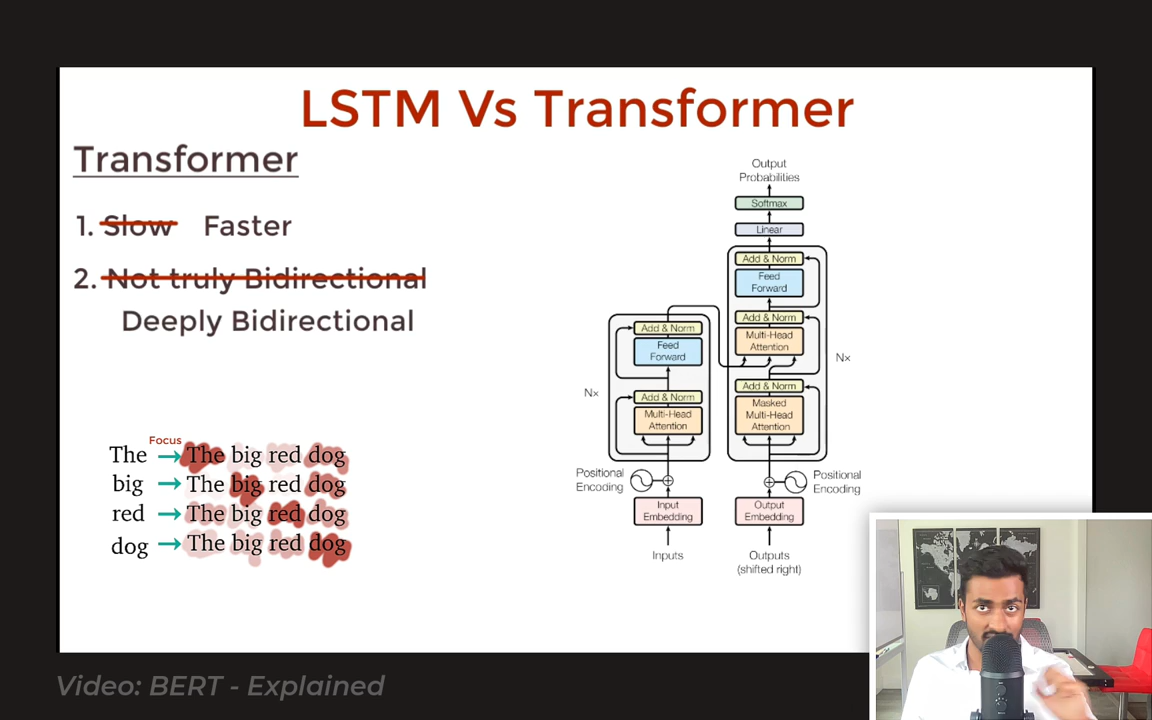 LSTM Vs Transformer
Transformer
1. Slow Faster
2. Not truly Bidirectional
Deeply Bidirectional
Focus
The → The big red dog
big → The big red dog
red → The big red dog
dog → The big red dog
Output
Probabilities
Softmax
Linear
Add & Norm
Feed
Forward
Add & Norm
Multi-Head
Attention
Add & Norm
Masked
Multi-Head
Attention
N×
Positional
Encoding
Output
Embedding
Outputs
(shifted right)
Add & Norm
Feed
Forward
Add & Norm
Multi-Head
Attention
N×
Positional
Encoding
Input
Embedding
Inputs
Video: BERT - Explained